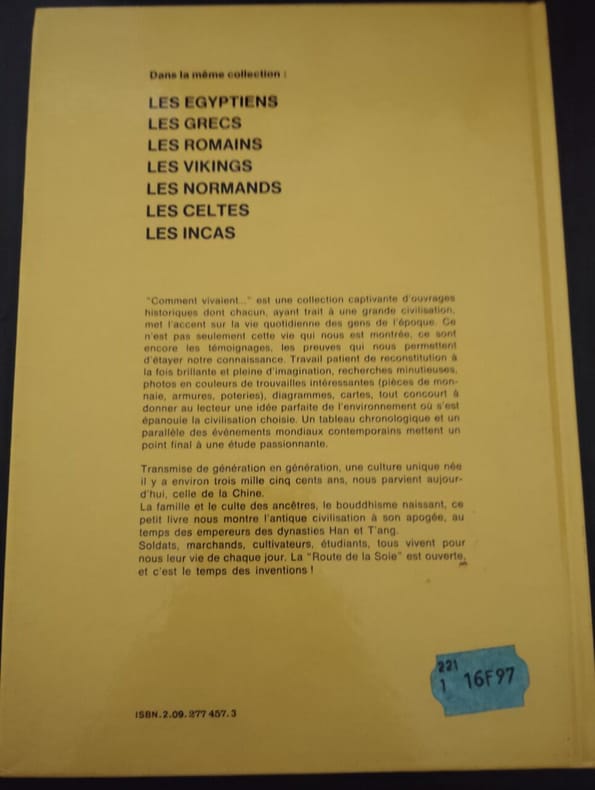 Dans la même collection :
LES EGYPTIENS
LES GRECS
LES ROMAINS
LES VIKINGS
LES NORMANDS
LES CELTES
LES INCAS
"Comment vivaient..." est une collection captivante d'ouvrages
historiques dont chacun, ayant trait à une grande civilisation,
met l'accent sur la vie quotidienne des gens de l'époque. Ce
n'est pas seulement cette vie qui nous est montrée, ce sont
encore les témoignages, les preuves qui nous permettent
d'étayer notre connaissance. Travail patient de reconstitution à
la fois brillante et pleine d'imagination, recherches minutieuses,
photos en couleurs de trouvailles intéressantes (pièces de mon-
naie, armures, poteries), diagrammes, cartes, tout concourt à
donner au lecteur une idée parfaite de l'environnement où s'est
épanouie la civilisation choisie. Un tableau chronologique et un
parallèle des événements mondiaux contemporains mettent un
point final à une étude passionnante.
Transmise de génération en génération, une culture unique née
il y a environ trois mille cinq cents ans, nous parvient aujour-
d'hui, celle de la Chine.
La famille et le culte des ancêtres, le bouddhisme naissant, ce
petit livre nous montre l'antique civilisation à son apogée, au
temps des empereurs des dynasties Han et T'ang.
Soldats, marchands, cultivateurs, étudiants, tous vivent pour
nous leur vie de chaque jour. La "Route de la Soie" est ouverte,
et c'est le temps des inventions !
221
1 16F97
ISBN.2.09.277 457.3